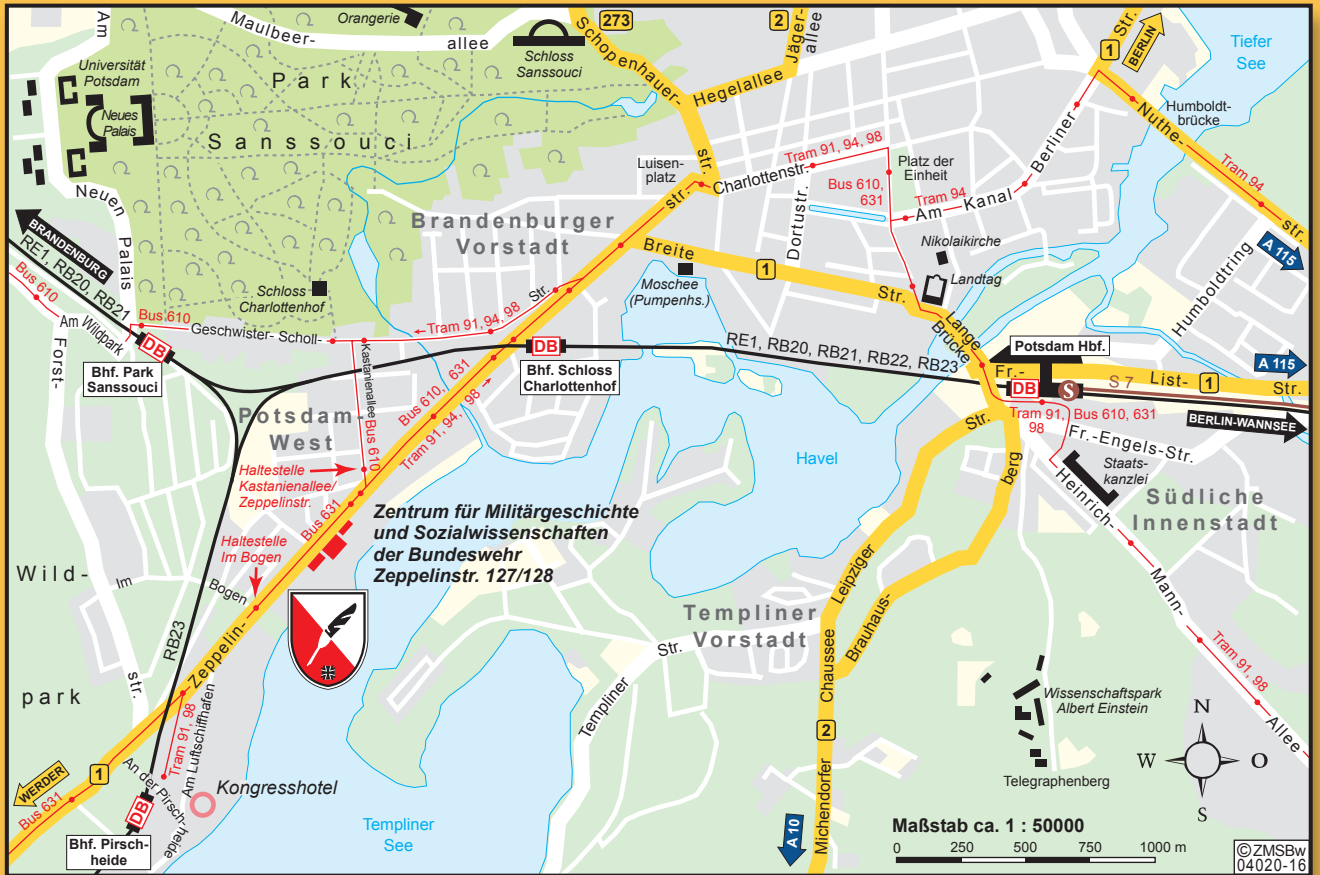 Am
Maulbeer-
allee
Orangerie
Schloss
Sanssouci
273
Schopenhauer-
str.
2
Jäger-
allee
Hegelallee
1
Str.
BERLIN
Tiefer
See
Universität
Potsdam
Neues
Palais
Park
Sanssouci
Humboldt-
brücke
Nuthe-
str.
Tram 94
A 115
Luisen-
platz
Charlottenstr.
Tram 91, 94, 98
Platz der
Einheit
Berliner
Bus 610,
631
Tram 94
Am Kanal
Dortustr.
Neuen
Palais
Brandenburger
Vorstadt
str.
Breite
1
Str.
Nikolaikirche
Landtag
Moschee
(Pumpenhs.)
Humboldtring
BRANDENBURG
RE1, RB20, RB21
Bus 610
Am Wildpark
Bus 610
Geschwister- Scholl-
Str.
Schloss
Charlottenhof
Tram 91, 94, 98
DB
Bhf. Park
Sanssouci
DB
Bhf. Schloss
Charlottenhof
RE1, RB20, RB21, RB22, RB23
Lange
Brücke
Potsdam Hbf.
A 115
Fr.-
List-
1
Str.
DB
S
S 7
BERLIN-WANNSEE
Tram 91,
98
Bus 610, 631
Fr.-Engels-Str.
Staats-
kanzlei
Südliche
Innenstadt
Forst-
str.
Potsdam-
West
Kastanienallee
Bus 610
Bus 610, 631
Tram 91, 94, 98
Haltestelle
Kastanienallee/
Zeppelinstr.
Bus 631
Haltestelle
Im Bogen
Zentrum für Militärgeschichte
und Sozialwissenschaften
der Bundeswehr
Zeppelinstr. 127/128
Havel
Str.
berg
Leipziger
Brauhaus-
Heinrich-
Mann-
Allee
Tram 91, 98
Wild-
park
Im
Bogen
RB23
Zeppelin-
Templiner
Vorstadt
Str.
Templiner
Chaussee
2
Michendorfer
A 10
Wissenschaftspark
Albert Einstein
Telegraphenberg
N
W
O
S
WERDER
1
Bus 631
Tram 91, 98
Am Luftschiffhafen
An der Pirsch-
heide
Kongresshotel
DB
Bhf. Pirsch-
heide
Templiner
See
Maßstab ca. 1 : 50000
0 250 500 750 1000 m
©ZMSBw
04020-16